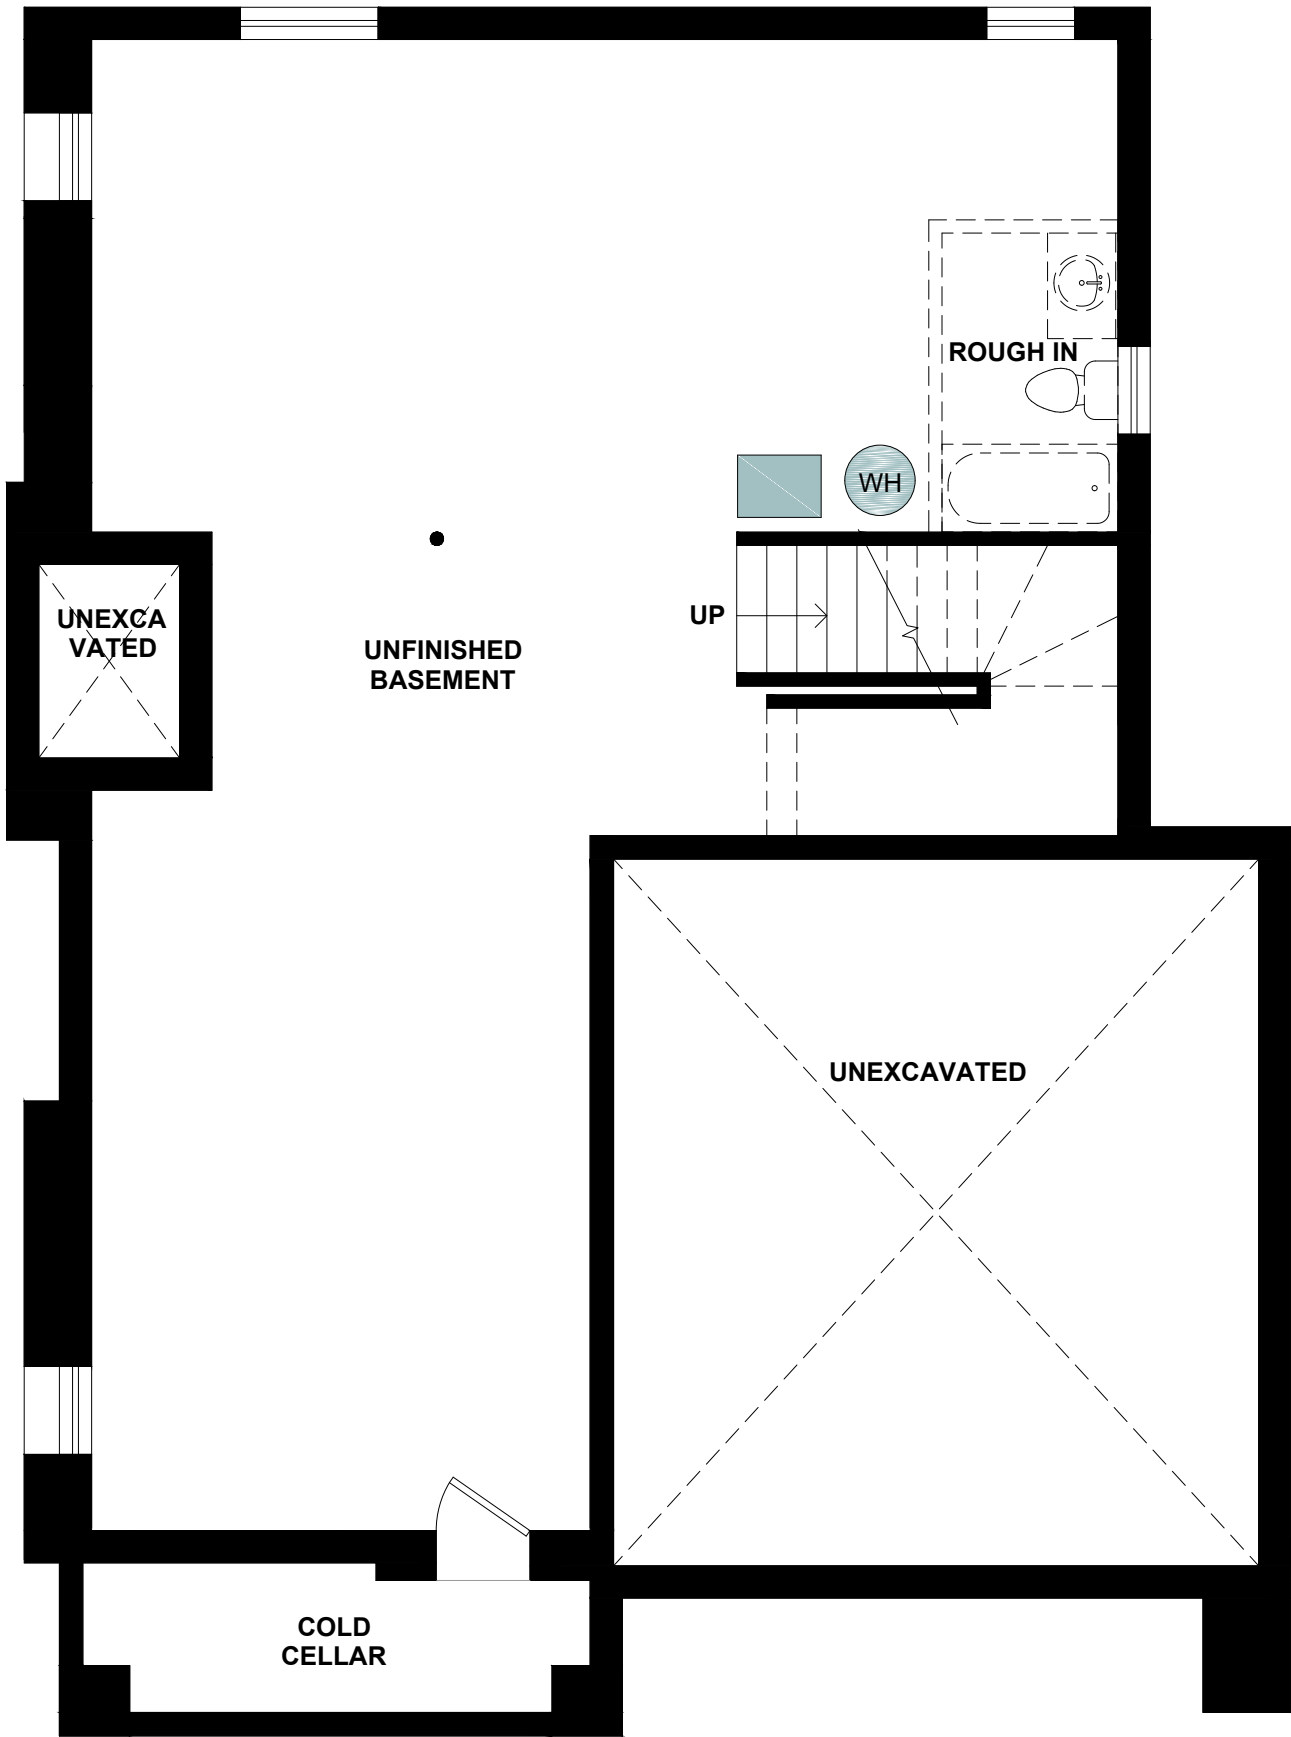 ROUGH IN
WH
UP
UNEXCA
VATED
UNFINISHED
BASEMENT
UNEXCAVATED
COLD
CELLAR